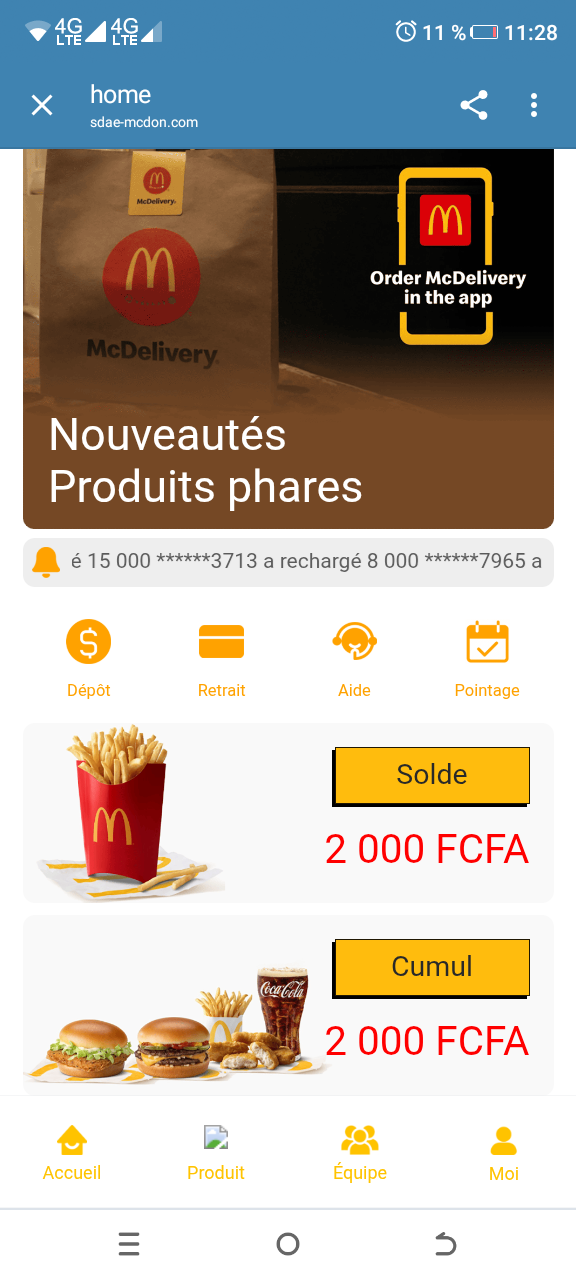 4G LTE 4G LTE 11 % 11:28
home
sdae-mcdon.com
McDelivery
McDelivery
Order McDelivery
in the app
Nouveautés
Produits phares
é 15 000 ******3713 a rechargé 8 000 ******7965 a
Dépôt Retrait Aide Pointage
Solde
2 000 FCFA
Coca-Cola
Cumul
2 000 FCFA
Accueil Produit Équipe Moi